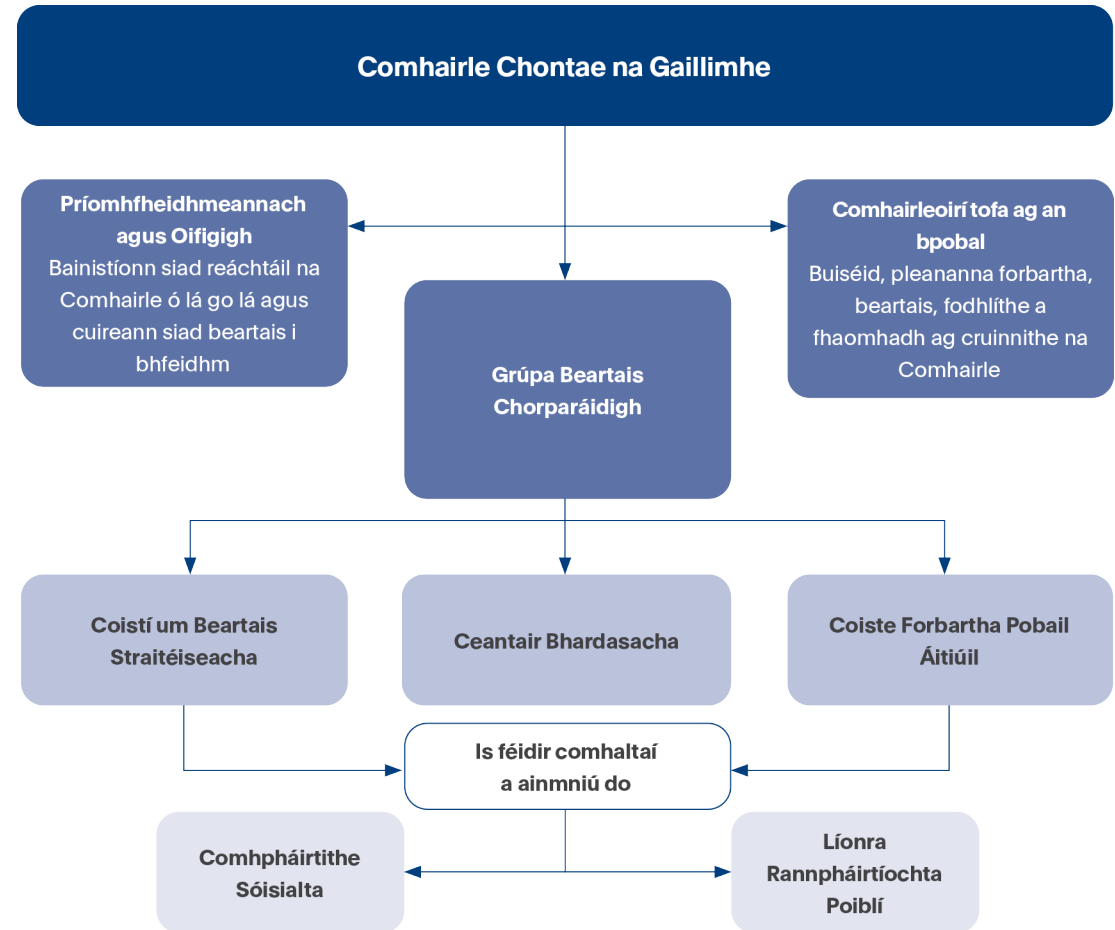 Comhairle Chontae na Gaillimhe
Príomhfheidhmeannach
agus Oifigigh
Bainistíonn siad reáchtáil na
Comhairle ó lá go lá agus
cuireann siad beartais i
bhfeidhm
Comhairleoirí tofa ag an
bpobal
Buiséid, pleananna forbartha,
beartais, fodhlíthe a
fhaomhadh ag cruinnithe na
Comhairle
Grúpa Beartais
Chorparáidigh
Coistí um Beartais
Straitéiseacha
Ceantair Bhardasacha
Coiste Forbartha Pobail
Áitiúil
Is féidir comhaltaí
a ainmniú do
Comhpháirtithe
Sóisialta
Líonra
Rannpháirtíochta
Poiblí